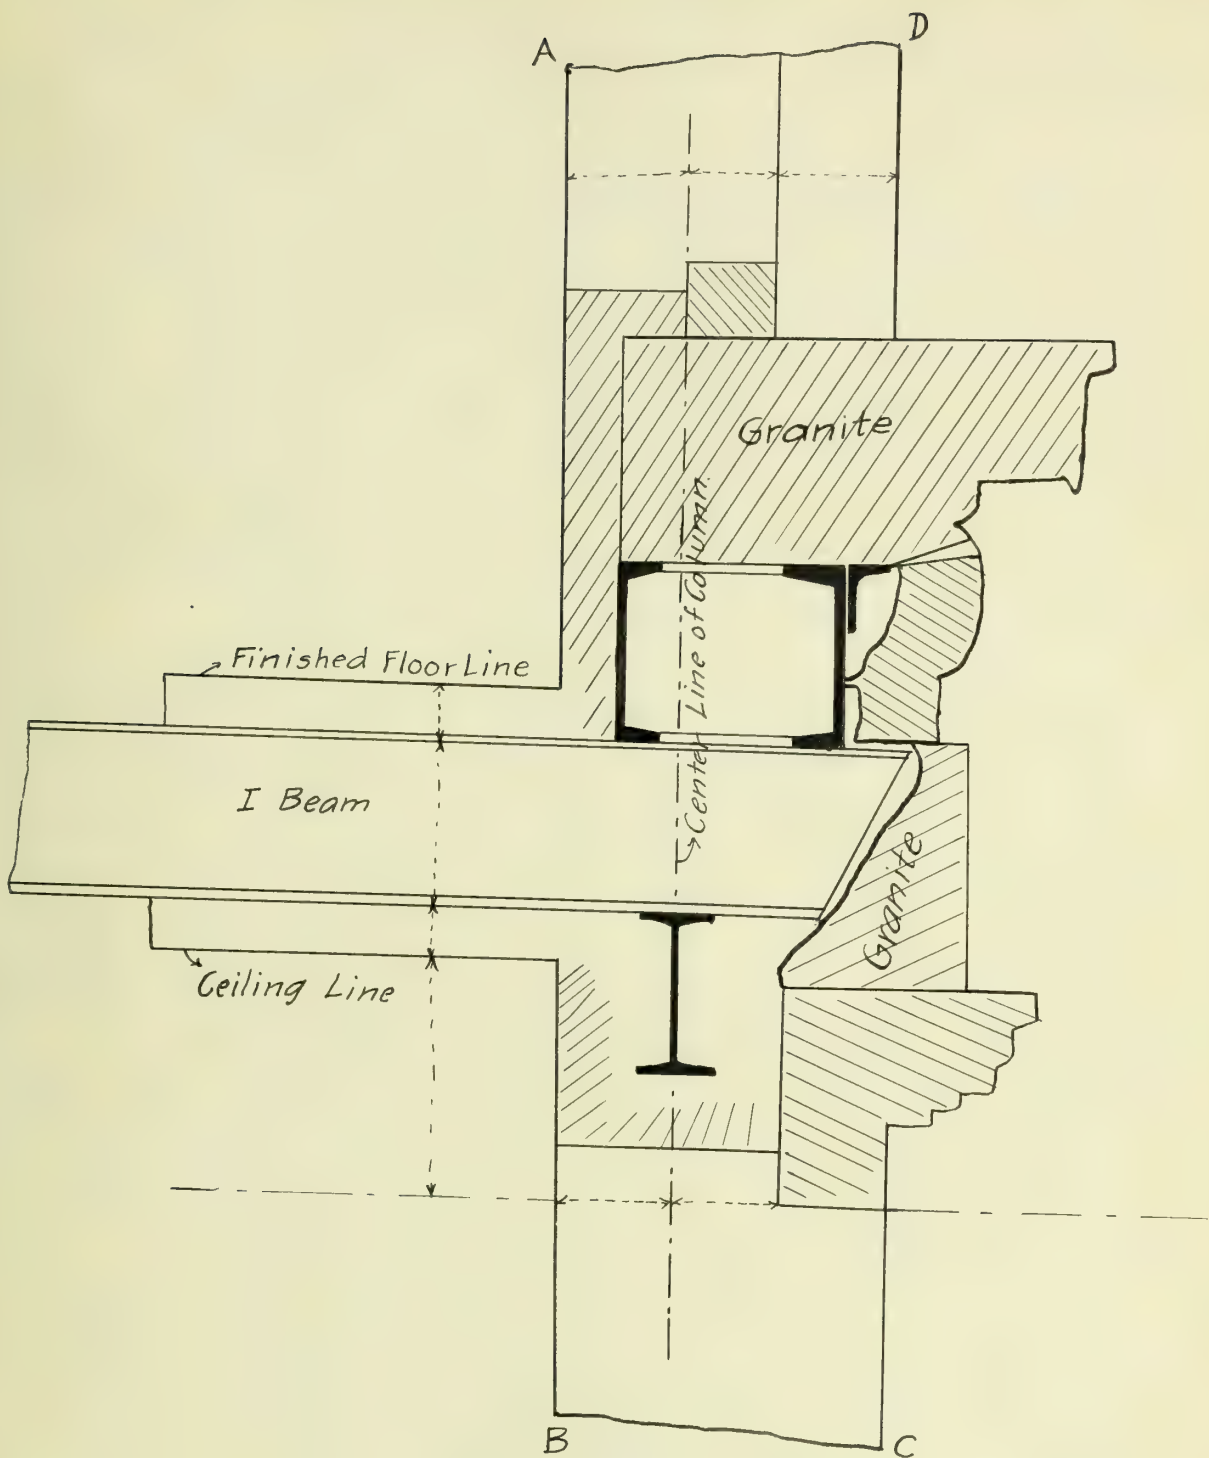 A
D
Granite
Center Line of Column.
Finished Floor Line
I Beam
Granite
Ceiling Line
B
C